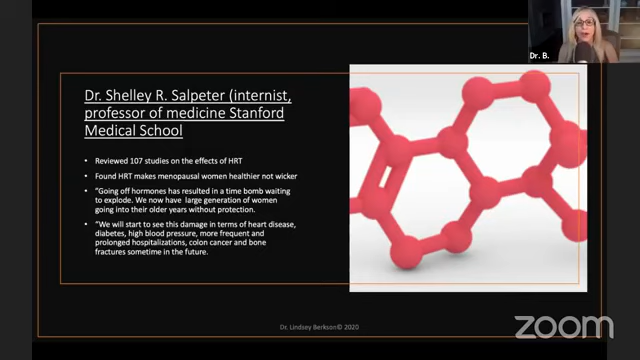 Dr. B.
Dr. Shelley R. Salpeter (internist,
professor of medicine Stanford
Medical School
• Reviewed 107 studies on the effects of HRT
• Found HRT makes menopausal women healthier not wicker
• "Going off hormones has resulted in a time bomb waiting
to explode. We now have large generation of women
going into their older years without protection.
• "We will start to see this damage in terms of heart disease,
diabetes, high blood pressure, more frequent and
prolonged hospitalizations, colon cancer and bone
fractures sometime in the future.
Dr. Lindsey Berkson© 2020
zoom